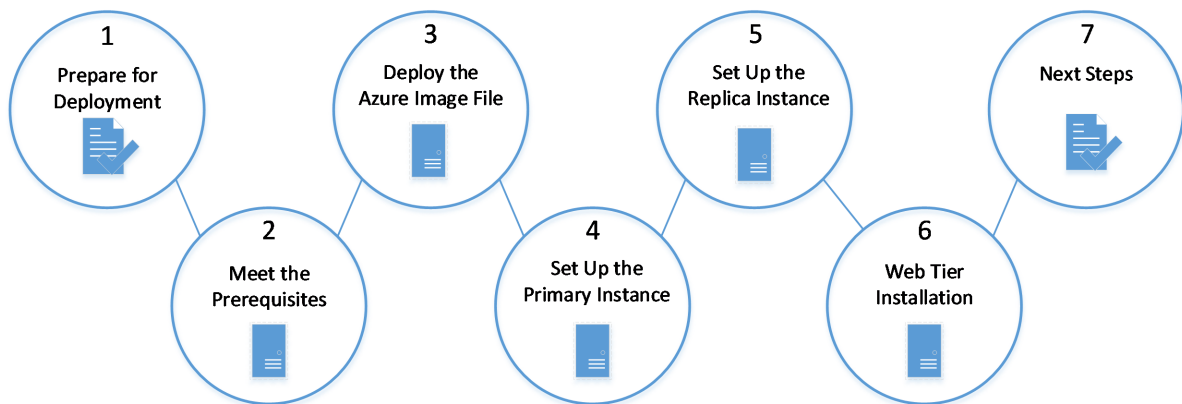 1
Prepare for
Deployment
2
Meet the
Prerequisites
3
Deploy the
Azure Image File
4
Set Up the
Primary Instance
5
Set Up the
Replica Instance
6
Web Tier
Installation
7
Next Steps